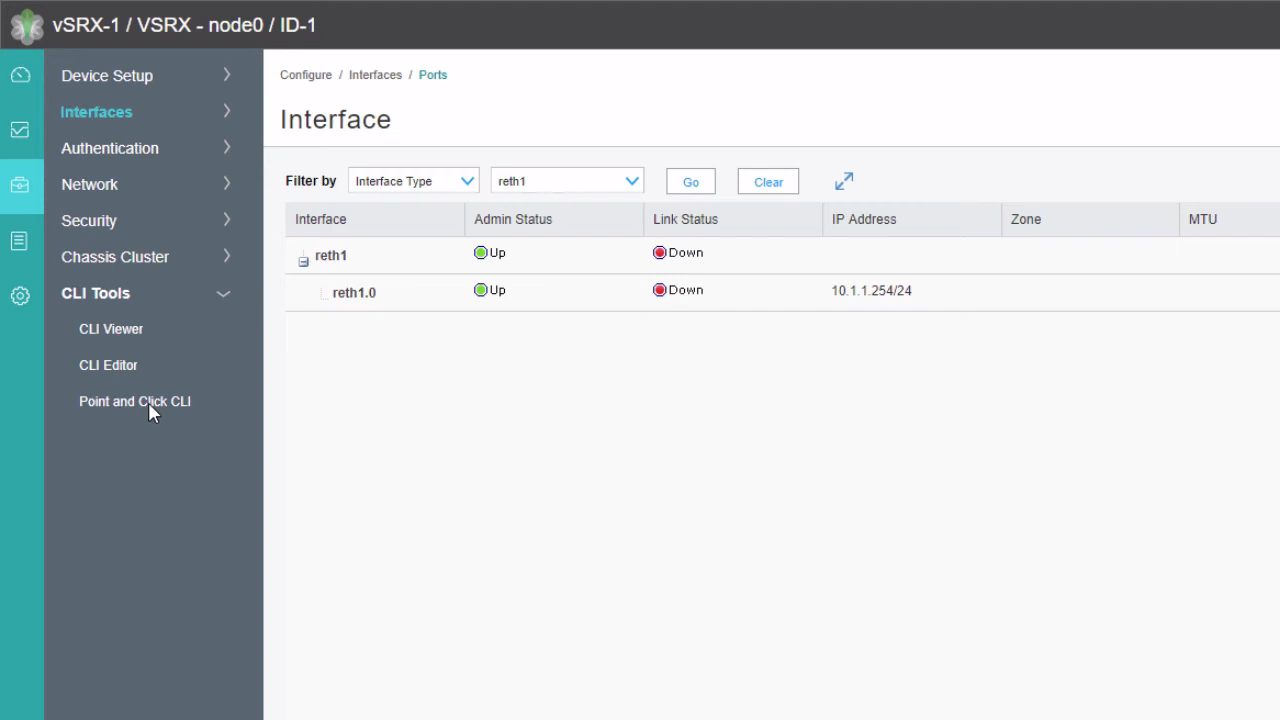 vSRX-1 / VSRX - node0 / ID-1
Device Setup
Interfaces
Authentication
Network
Security
Chassis Cluster
CLI Tools
CLI Viewer
CLI Editor
Point and Click CLI
Configure / Interfaces / Ports
Interface
Filter by Interface Type reth1 Go Clear
Interface Admin Status Link Status IP Address Zone MTU
reth1 Up Down
reth1.0 Up Down 10.1.1.254/24